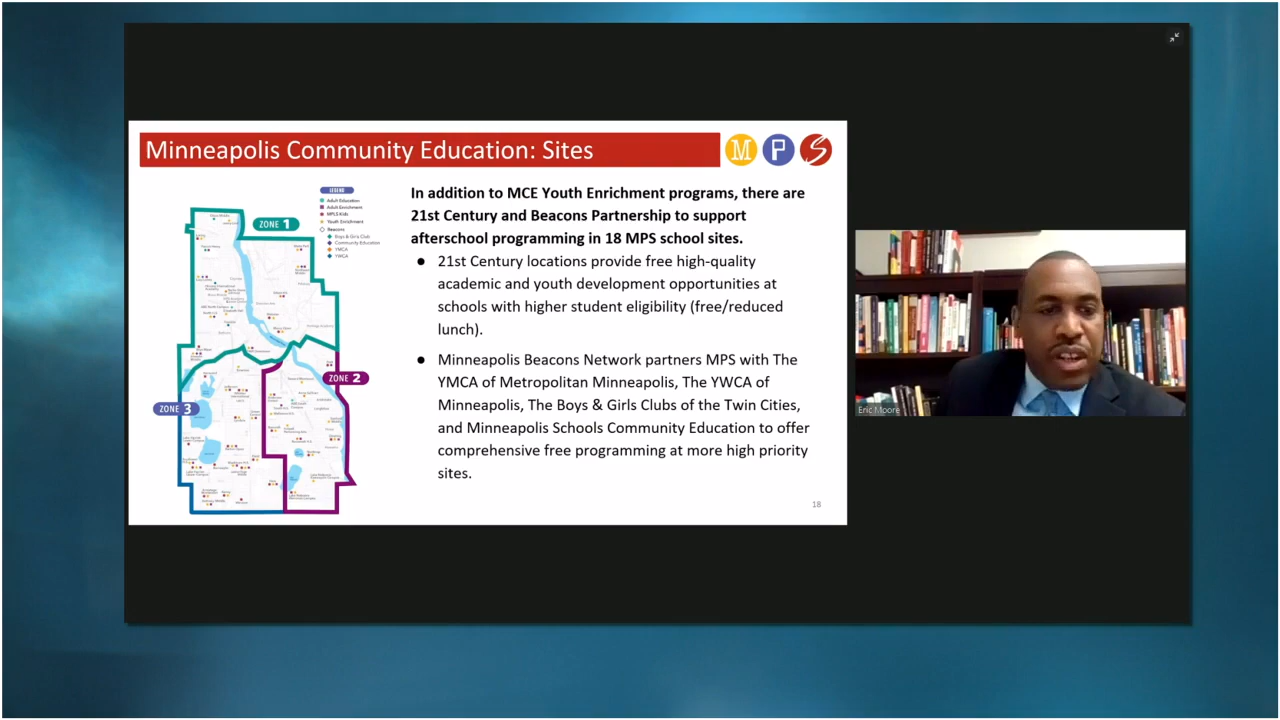 Minneapolis Community Education: Sites
M P S
LEGEND
Adult Education
Adult Enrichment
MPLS Kids
Youth Enrichment
Beacons
Boys & Girls Club
Community Education
YMCA
YWCA
ZONE 1
ZONE 2
ZONE 3
In addition to MCE Youth Enrichment programs, there are
21st Century and Beacons Partnership to support
afterschool programming in 18 MPS school sites.
● 21st Century locations provide free high-quality
academic and youth development opportunities at
schools with higher student eligibility (free/reduced
lunch).
● Minneapolis Beacons Network partners MPS with The
YMCA of Metropolitan Minneapolis, The YWCA of
Minneapolis, The Boys & Girls Clubs of the Twin Cities,
and Minneapolis Schools Community Education to offer
comprehensive free programming at more high priority
sites.
18
Eric Moore